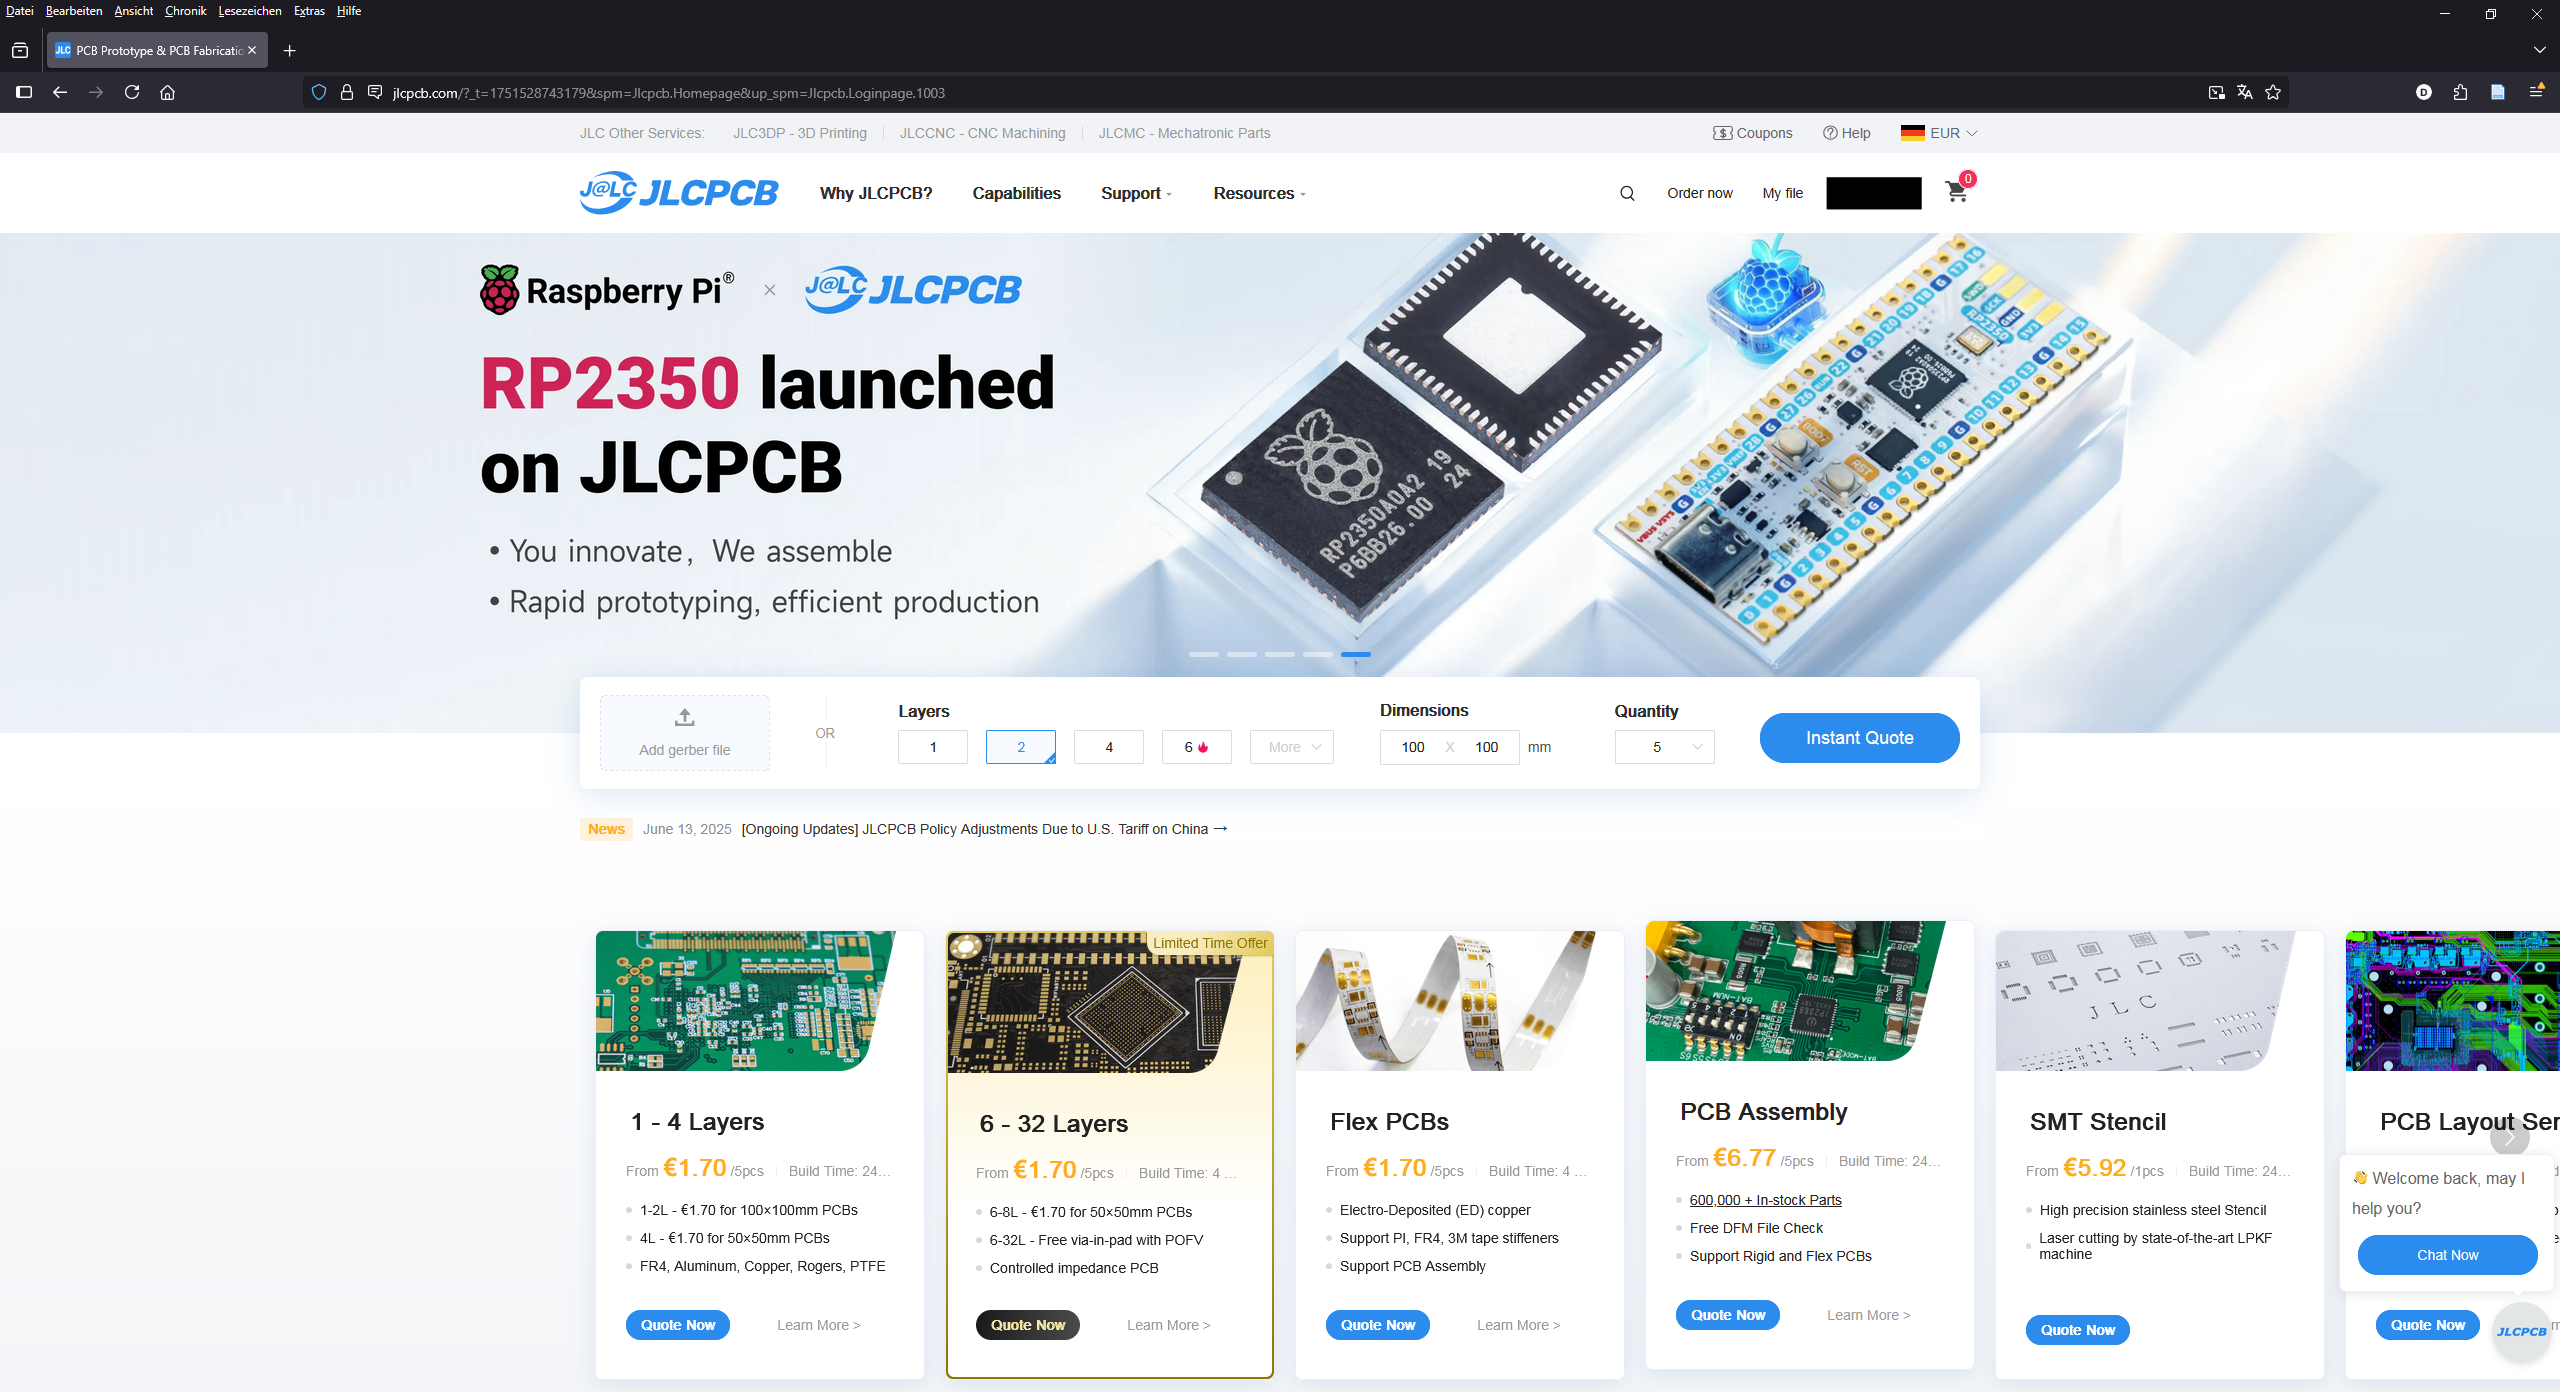 Datei Bearbeiten Ansicht Chronik Lesezeichen Extras Hilfe
JLC PCB Prototype & PCB Fabricatio
jlcpcb.com/?_t=1751528743179&spm=Jlcpcb.Homepage&up_spm=Jlcpcb.Loginpage.1003
JLC Other Services: JLC3DP - 3D Printing JLCCNC - CNC Machining JLCMC - Mechatronic Parts Coupons Help EUR
J@LC JLCPCB Why JLCPCB? Capabilities Support Resources Order now My file 0
Raspberry Pi® × J@LC JLCPCB
RP2350 launched
on JLCPCB
• You innovate, We assemble
• Rapid prototyping, efficient production
RP2350A0A2 19
P6BB26.00 24
Add gerber file
OR
Layers
1 2 4 6 More
Dimensions
100 X 100 mm
Quantity
5
Instant Quote
News June 13, 2025 [Ongoing Updates] JLCPCB Policy Adjustments Due to U.S. Tariff on China →
1 - 4 Layers
From €1.70 /5pcs Build Time: 24...
1-2L - €1.70 for 100×100mm PCBs
4L - €1.70 for 50×50mm PCBs
FR4, Aluminum, Copper, Rogers, PTFE
Quote Now Learn More >
Limited Time Offer
6 - 32 Layers
From €1.70 /5pcs Build Time: 4 ...
6-8L - €1.70 for 50×50mm PCBs
6-32L - Free via-in-pad with POFV
Controlled impedance PCB
Quote Now Learn More >
Flex PCBs
From €1.70 /5pcs Build Time: 4 ...
Electro-Deposited (ED) copper
Support PI, FR4, 3M tape stiffeners
Support PCB Assembly
Quote Now Learn More >
PCB Assembly
From €6.77 /5pcs Build Time: 24...
600,000 + In-stock Parts
Free DFM File Check
Support Rigid and Flex PCBs
Quote Now Learn More >
J L C
SMT Stencil
From €5.92 /1pcs Build Time: 24...
High precision stainless steel Stencil
Laser cutting by state-of-the-art LPKF
machine
Quote Now
PCB Layout Ser
Quote Now
Welcome back, may I
help you?
Chat Now
JLCPCB